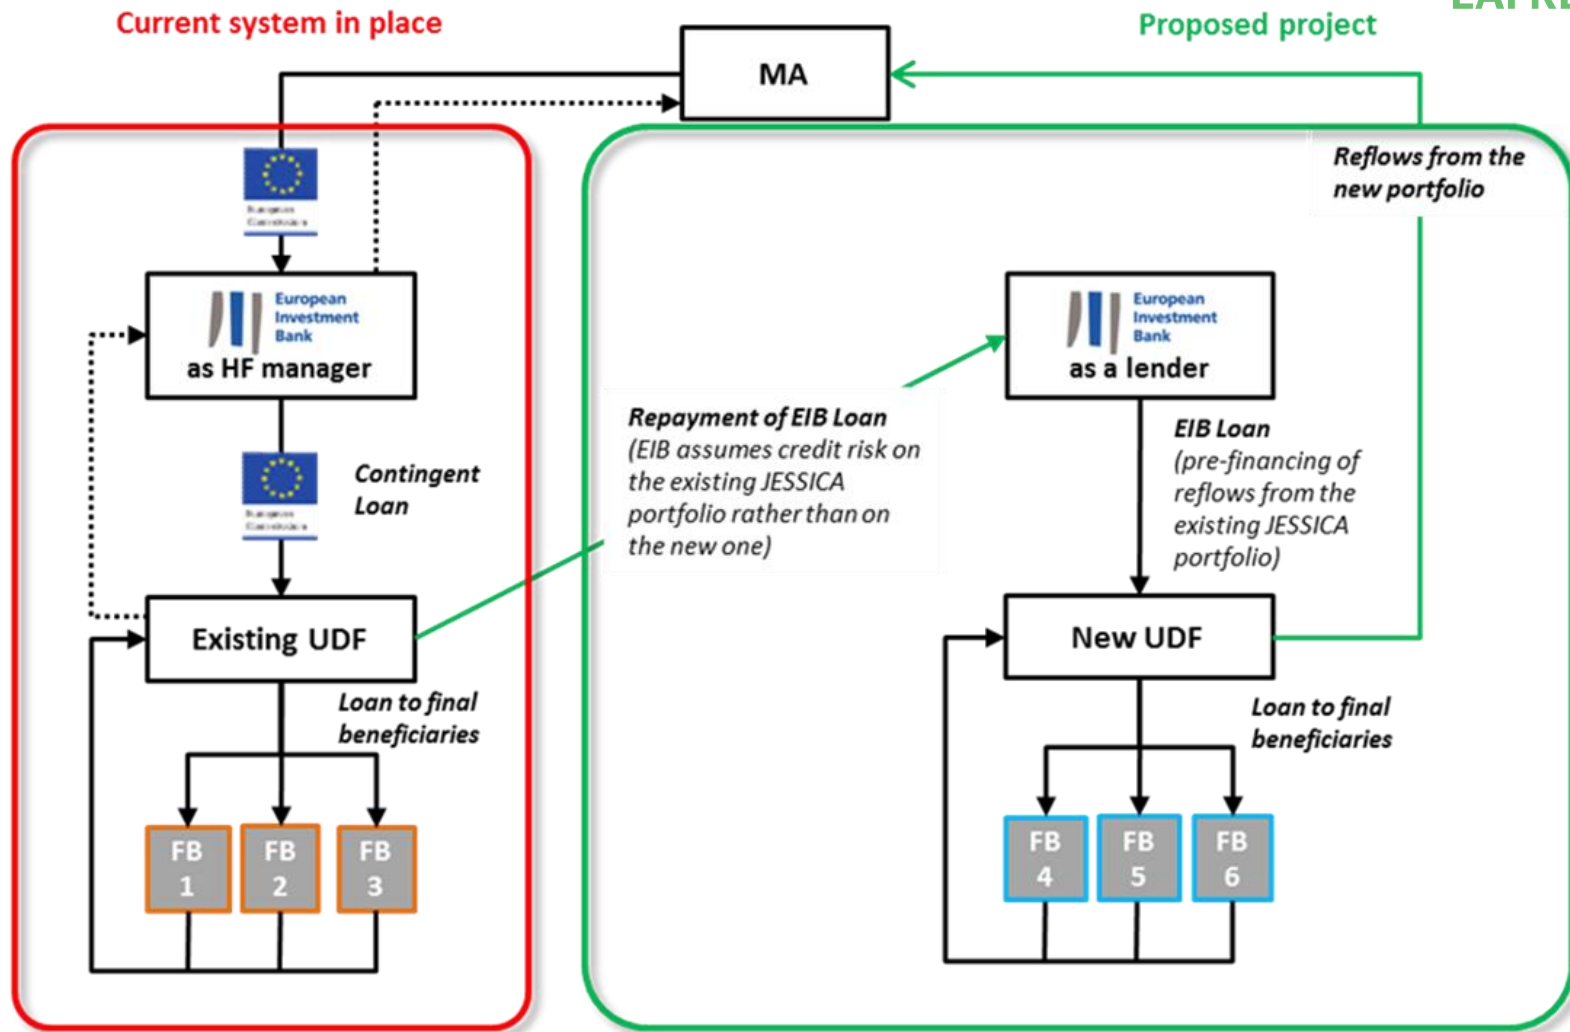 Current system in place
Proposed project
MA
Reflows from the
new portfolio
European
Investment
Bank
as HF manager
European
Investment
Bank
as a lender
Contingent
Loan
Repayment of EIB Loan
(EIB assumes credit risk on
the existing JESSICA
portfolio rather than on
the new one)
EIB Loan
(pre-financing of
reflows from the
existing JESSICA
portfolio)
Existing UDF
New UDF
Loan to final
beneficiaries
Loan to final
beneficiaries
FB
1
FB
2
FB
3
FB
4
FB
5
FB
6